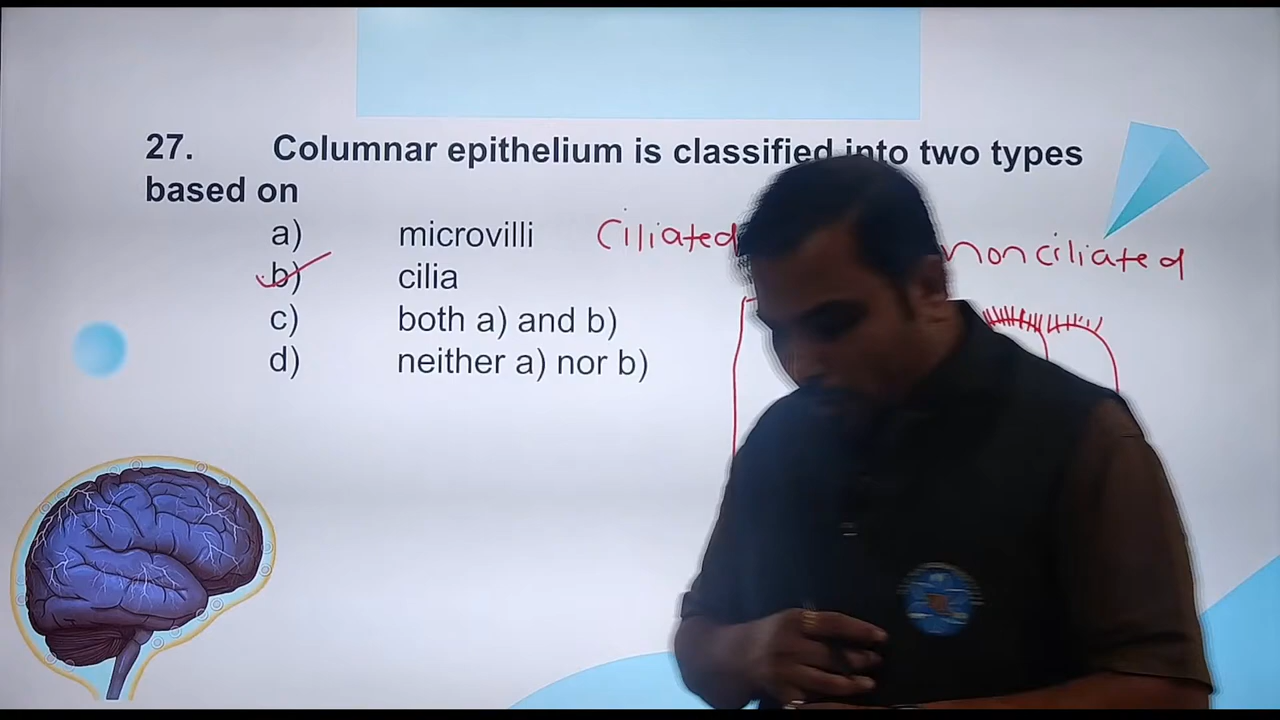 27. Columnar epithelium is classified into two types
based on
a) microvilli ciliated nonciliated
b) cilia
c) both a) and b)
d) neither a) nor b)